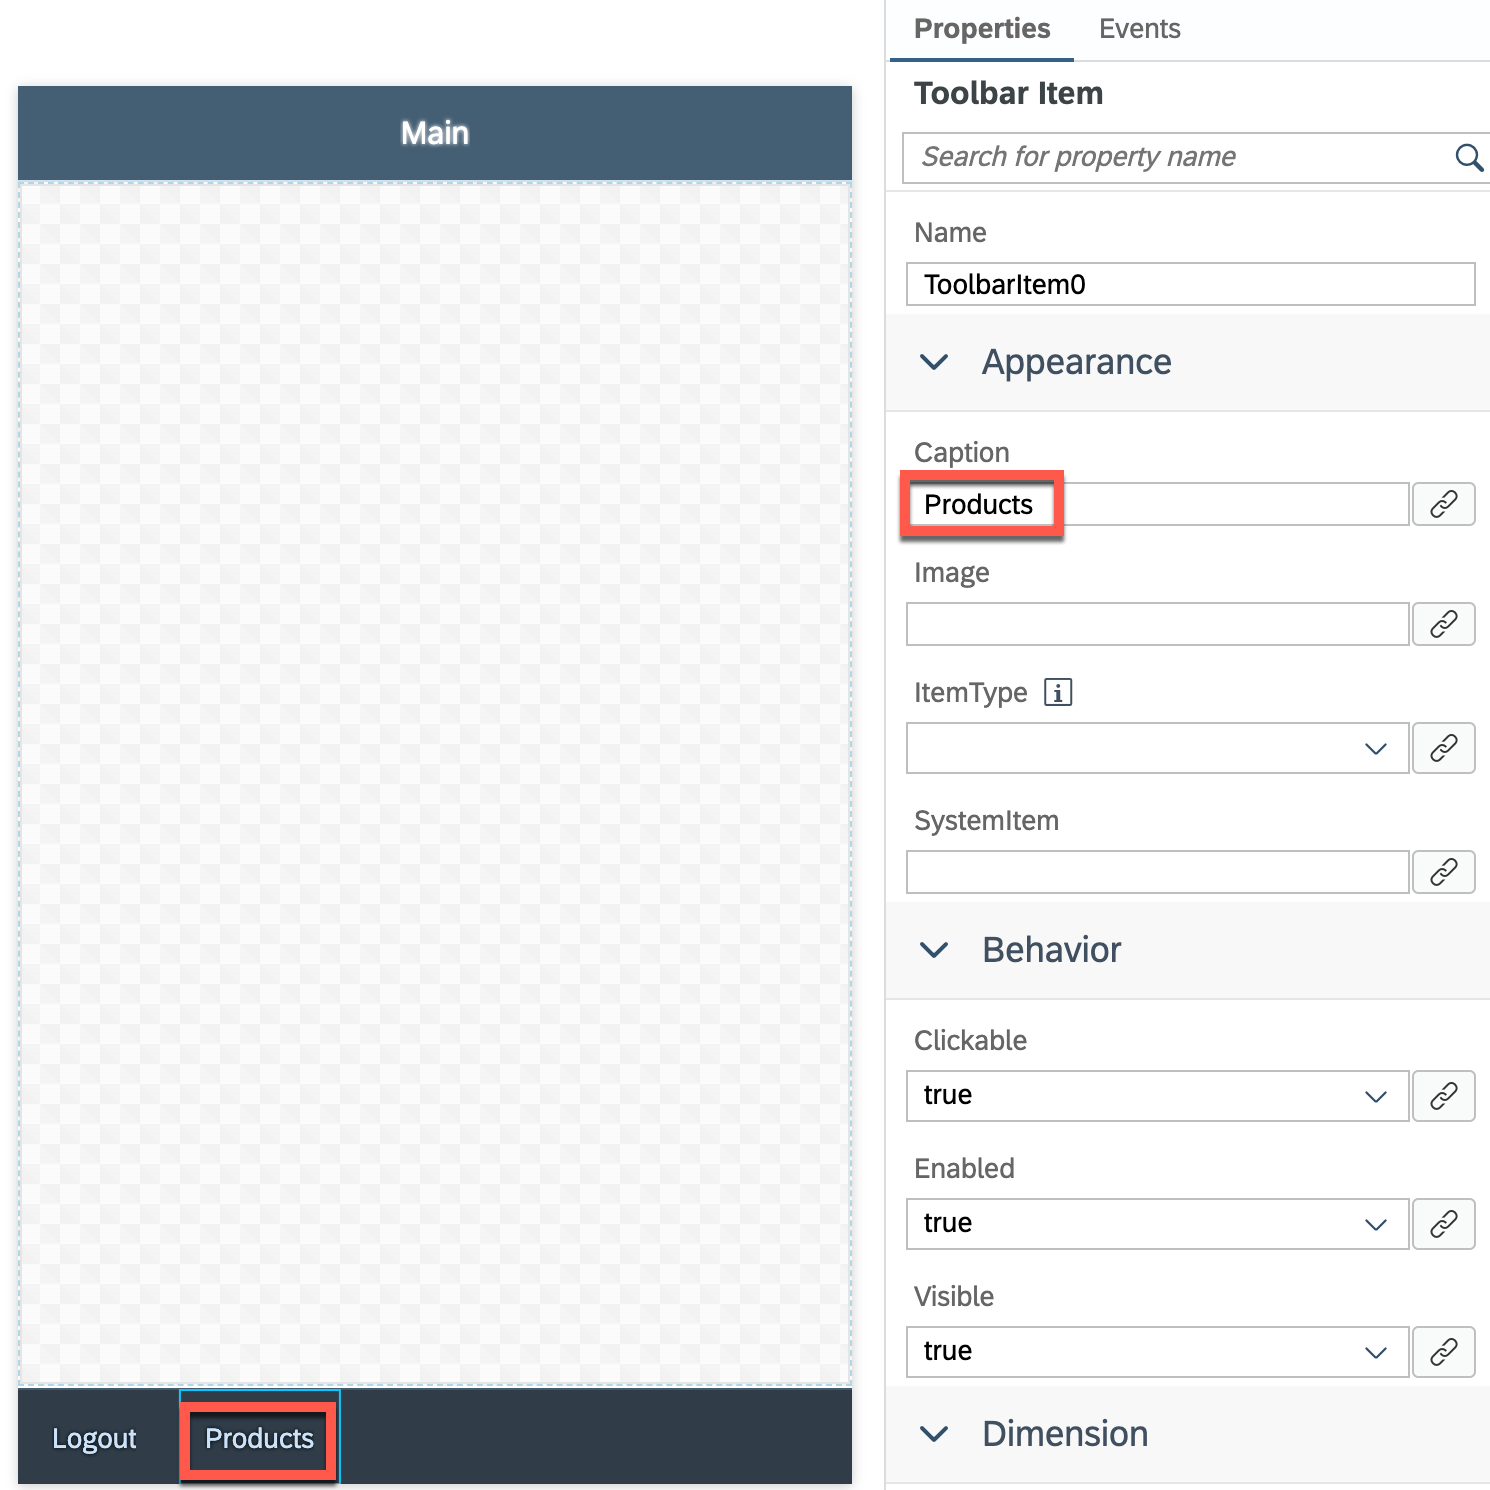 Main
Logout
Products
Properties
Events
Toolbar Item
Search for property name
Name
ToolbarItem0
Appearance
Caption
Products
Image
ItemType
SystemItem
Behavior
Clickable
true
Enabled
true
Visible
true
Dimension